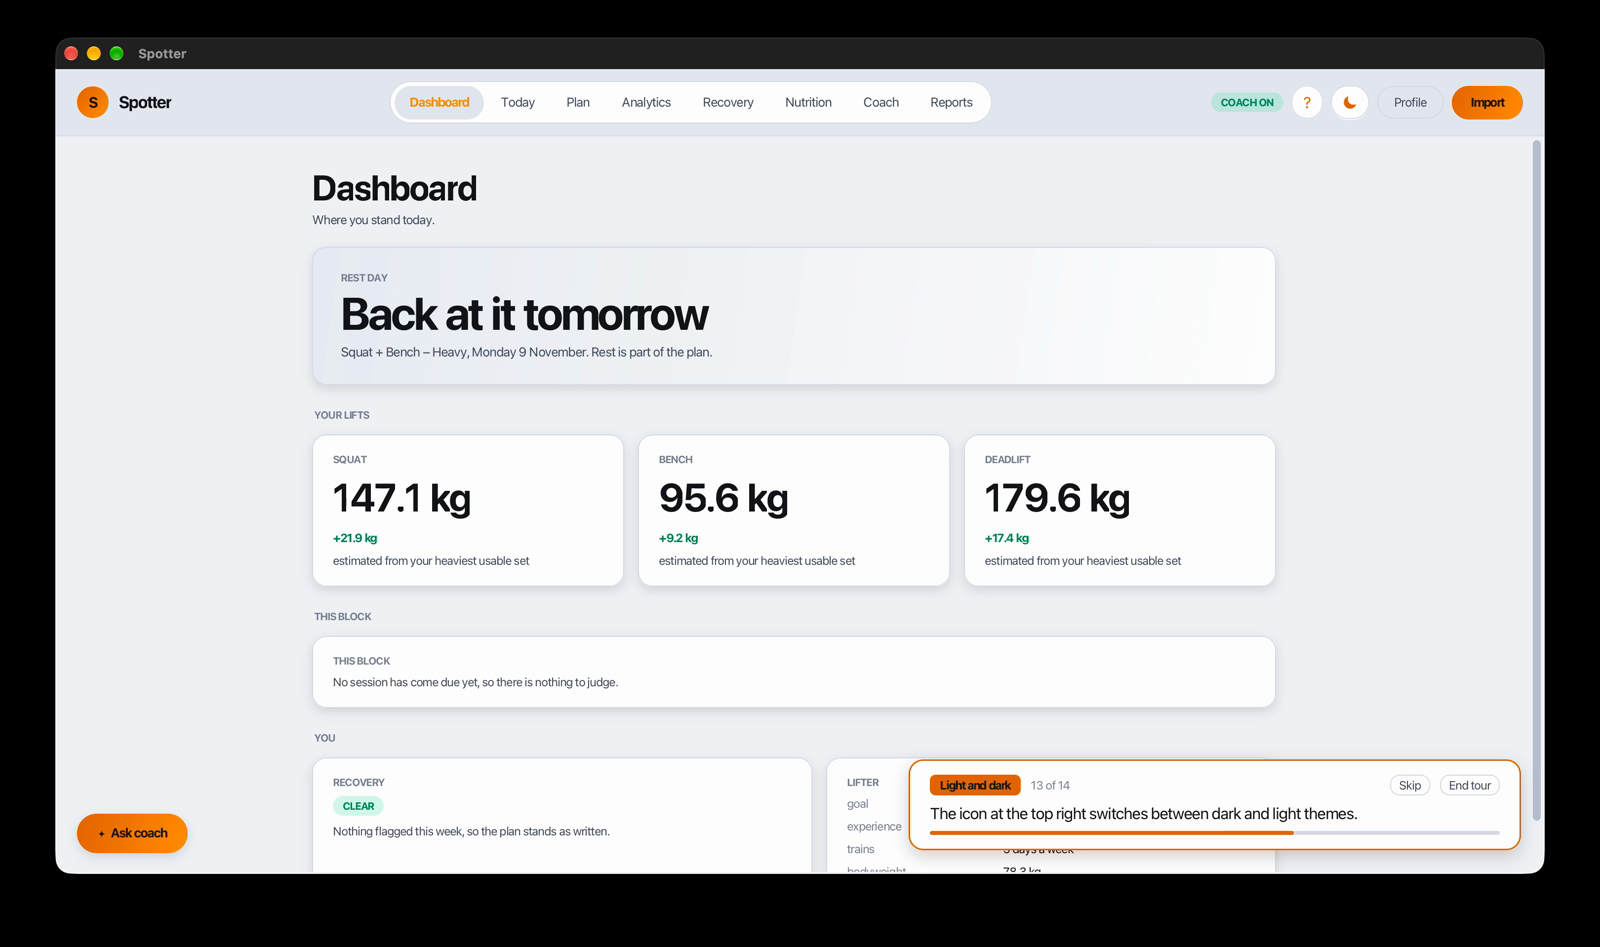 Spotter
S
Spotter
Dashboard
Today
Plan
Analytics
Recovery
Nutrition
Coach
Reports
COACH ON
?
Profile
Import
Dashboard
Where you stand today.
REST DAY
Back at it tomorrow
Squat + Bench – Heavy, Monday 9 November. Rest is part of the plan.
YOUR LIFTS
SQUAT
147.1 kg
+21.9 kg
estimated from your heaviest usable set
BENCH
95.6 kg
+9.2 kg
estimated from your heaviest usable set
DEADLIFT
179.6 kg
+17.4 kg
estimated from your heaviest usable set
THIS BLOCK
THIS BLOCK
No session has come due yet, so there is nothing to judge.
YOU
RECOVERY
CLEAR
Nothing flagged this week, so the plan stands as written.
LIFTER
goal
experience
trains
days a week
bodyweight
78.3 kg
Light and dark
13 of 14
Skip
End tour
The icon at the top right switches between dark and light themes.
Ask coach